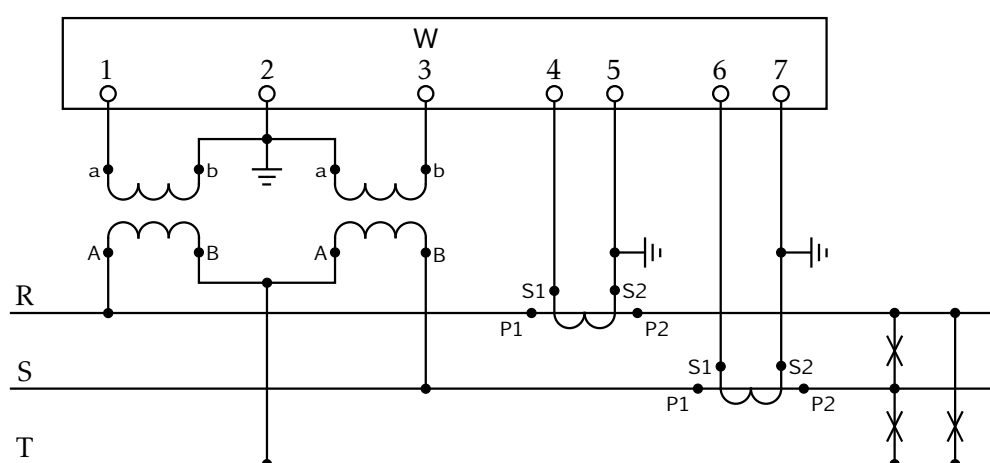 W
1 2 3 4 5 6 7
a b a b
A B A B
R S1 S2
P1 P2
S S1 S2
P1 P2
T